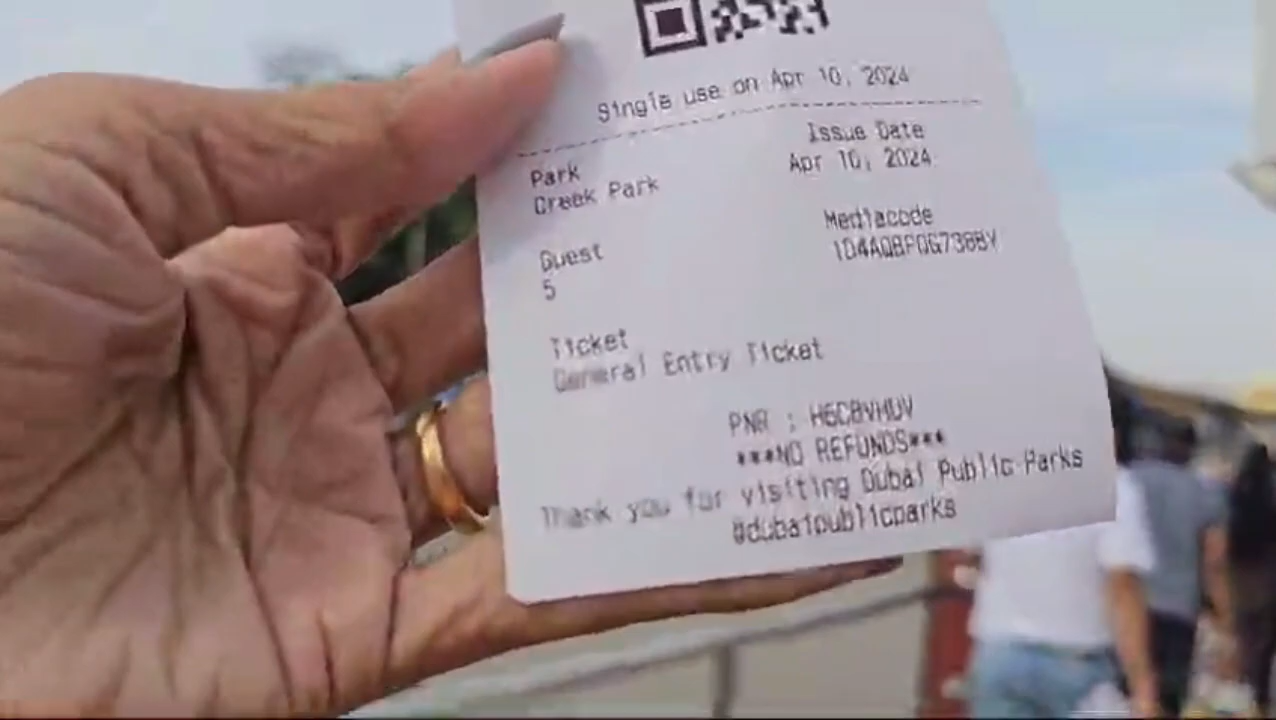 Single use on Apr 10, 2024
Park
Creek Park
Issue Date
Apr 10, 2024
Guest
5
Mediacode
Ticket
General Entry Ticket
PNR :
***NO REFUNDS***
Thank you for visiting Dubai Public Parks
@dubaipublicparks